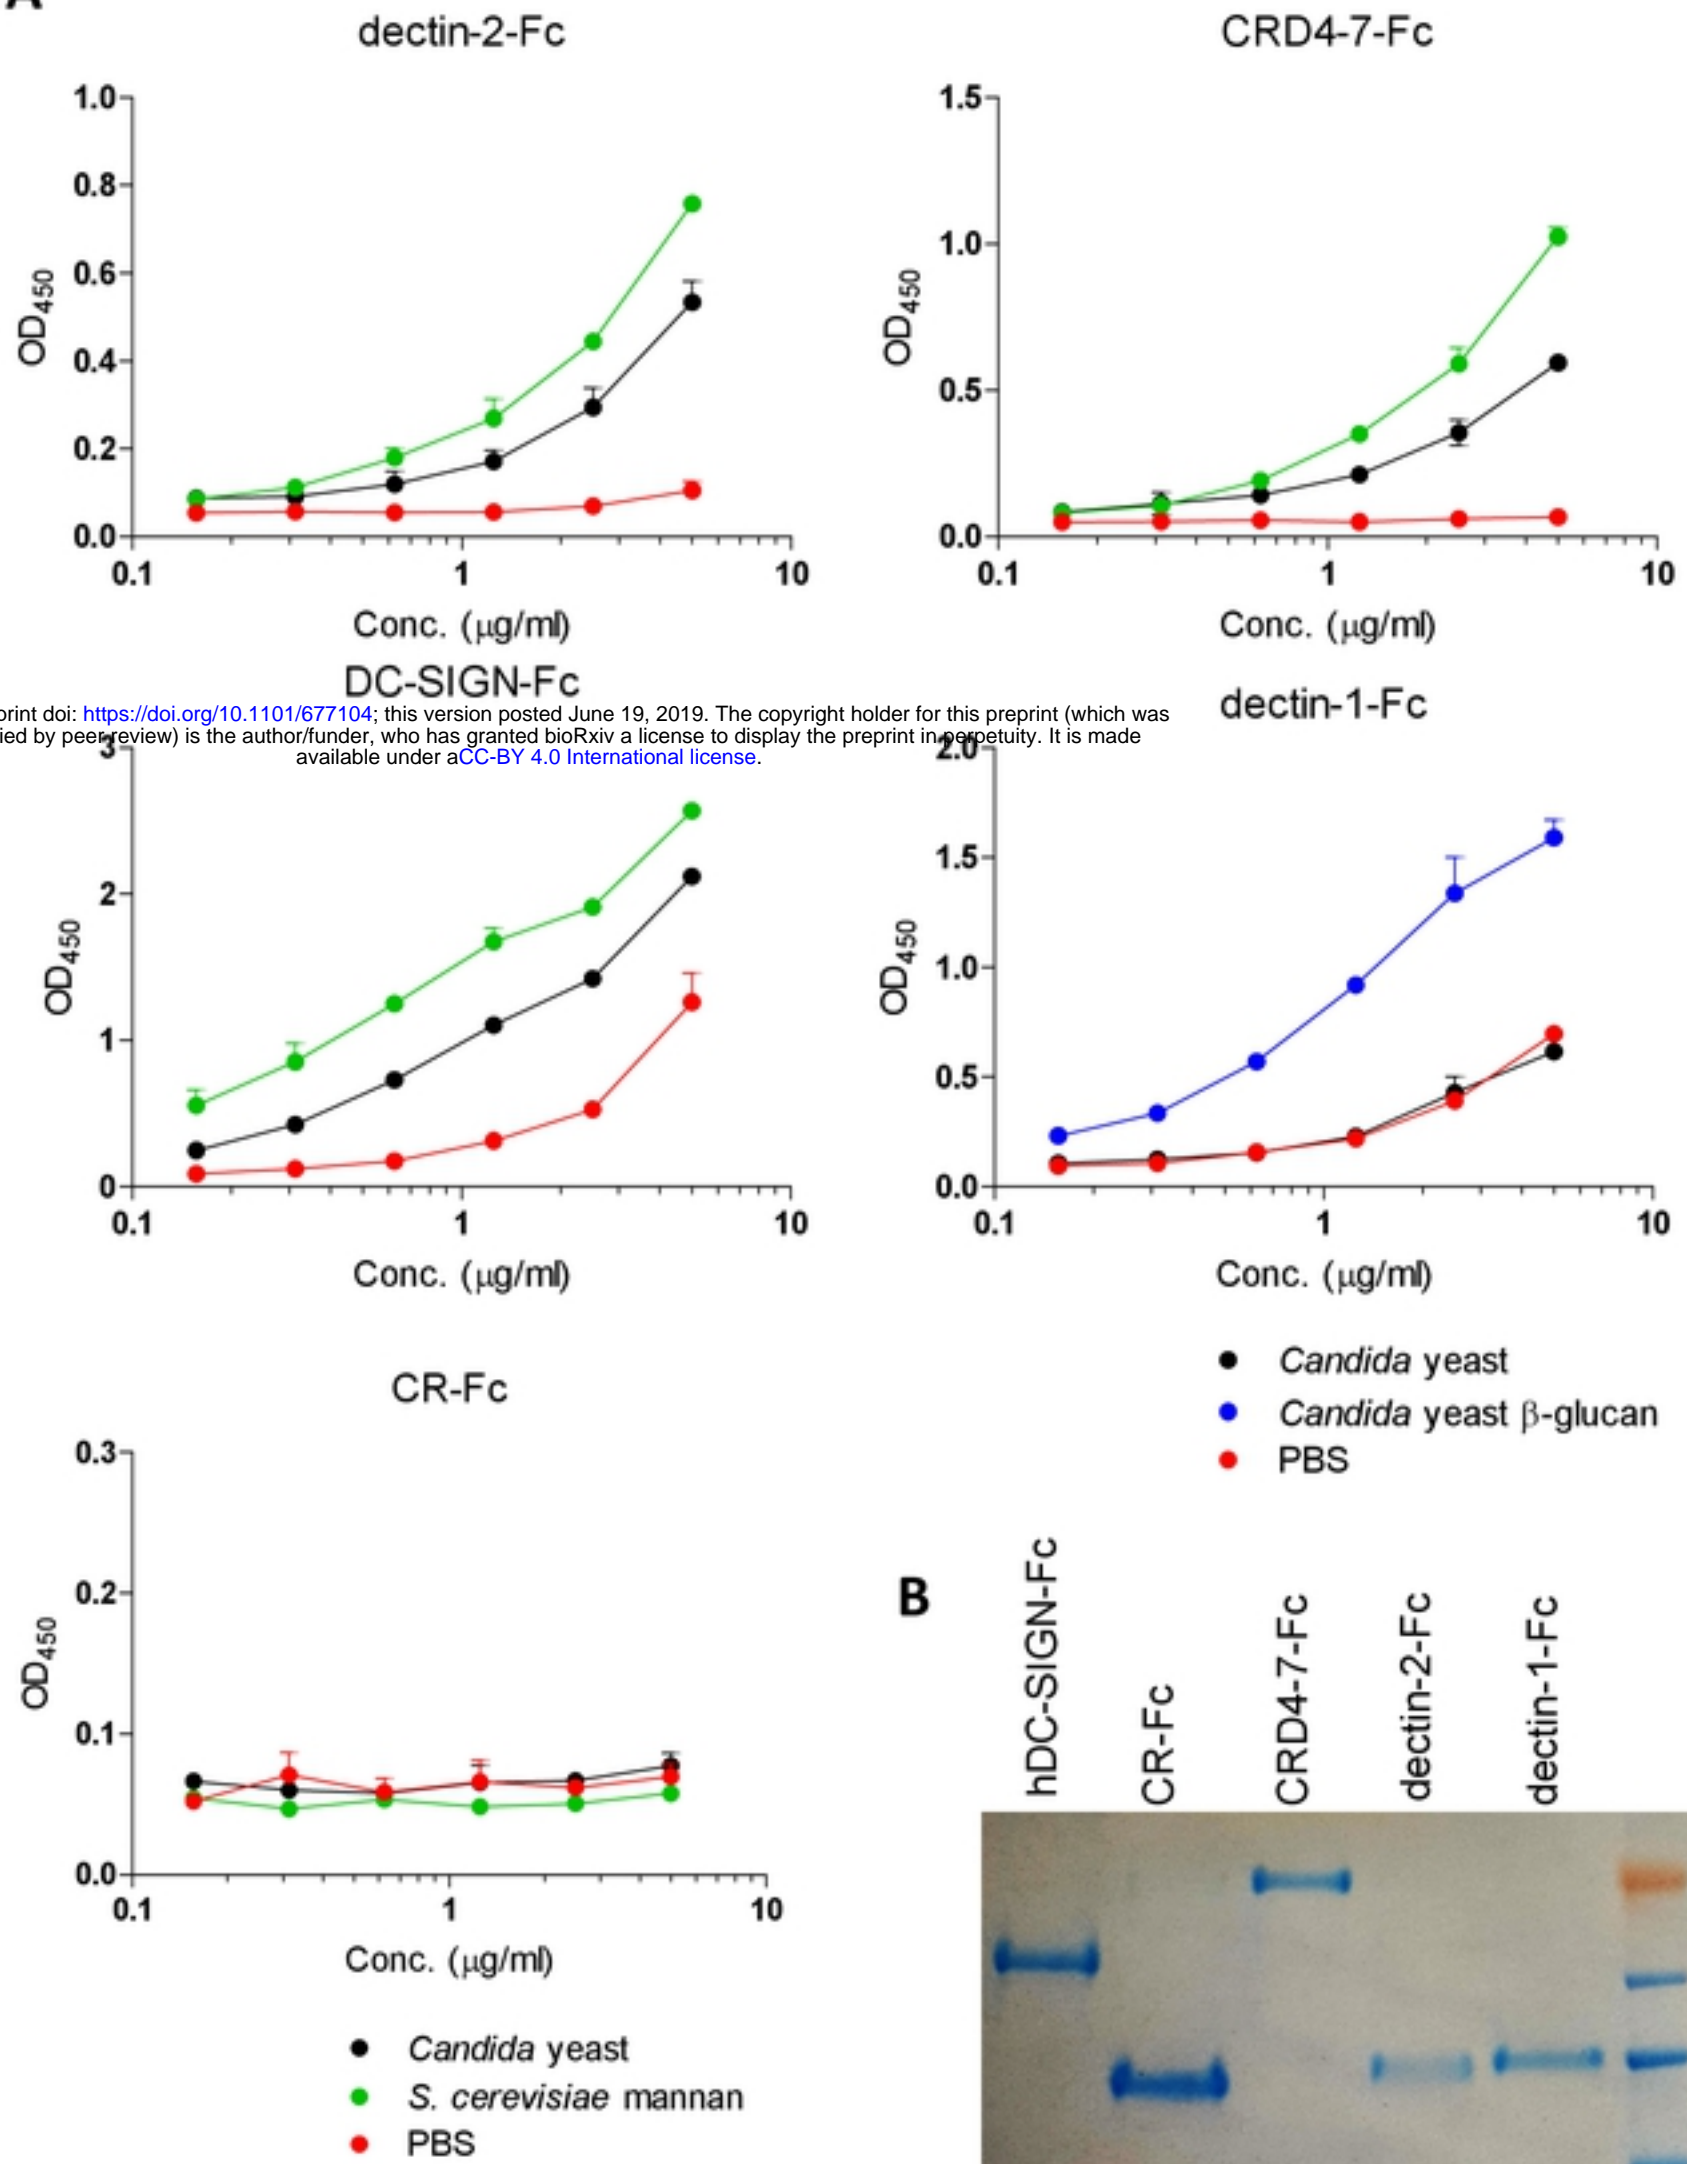 A
dectin-2-Fc
1.0
0.8
0.6
0.4
0.2
0.0
OD450
0.1 1 10
Conc. (μg/ml)
CRD4-7-Fc
1.5
1.0
0.5
0.0
OD450
0.1 1 10
Conc. (μg/ml)
DC-SIGN-Fc
print doi: https://doi.org/10.1101/677104; this version posted June 19, 2019. The copyright holder for this preprint (which was
ied by peer review) is the author/funder, who has granted bioRxiv a license to display the preprint in perpetuity. It is made
available under aCC-BY 4.0 International license.
3
2
1
0
OD450
0.1 1 10
Conc. (μg/ml)
dectin-1-Fc
2.0
1.5
1.0
0.5
0.0
OD450
0.1 1 10
Conc. (μg/ml)
Candida yeast
Candida yeast β-glucan
PBS
CR-Fc
0.3
0.2
0.1
0.0
OD450
0.1 1 10
Conc. (μg/ml)
Candida yeast
S. cerevisiae mannan
PBS
B
hDC-SIGN-Fc
CR-Fc
CRD4-7-Fc
dectin-2-Fc
dectin-1-Fc